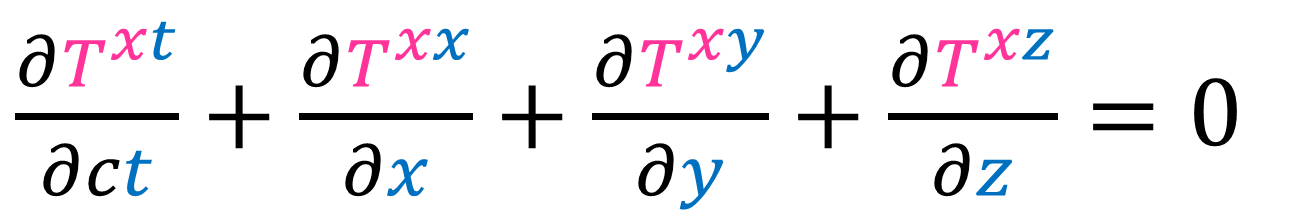 ∂T^{xt}/∂ct + ∂T^{xx}/∂x + ∂T^{xy}/∂y + ∂T^{xz}/∂z = 0